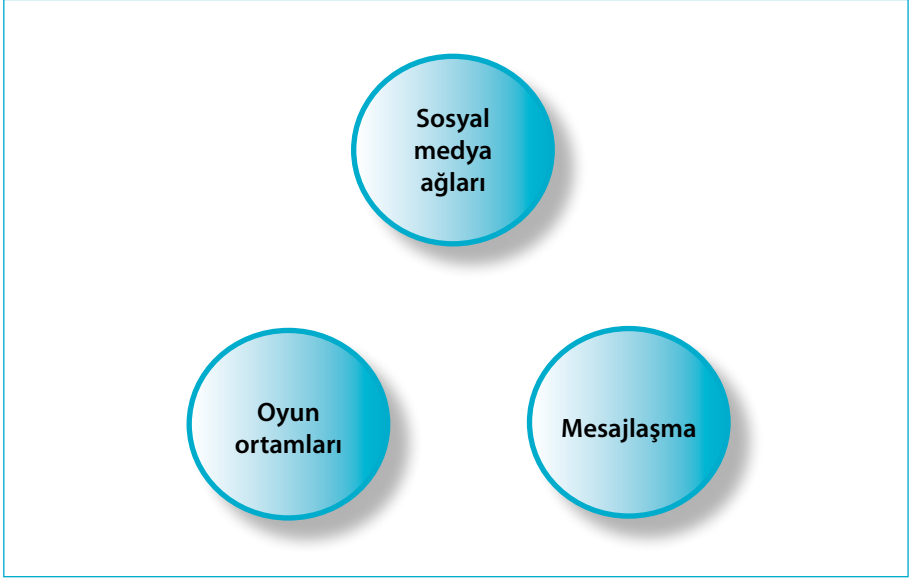 Sosyal
medya
ağları
Oyun
ortamları
Mesajlaşma